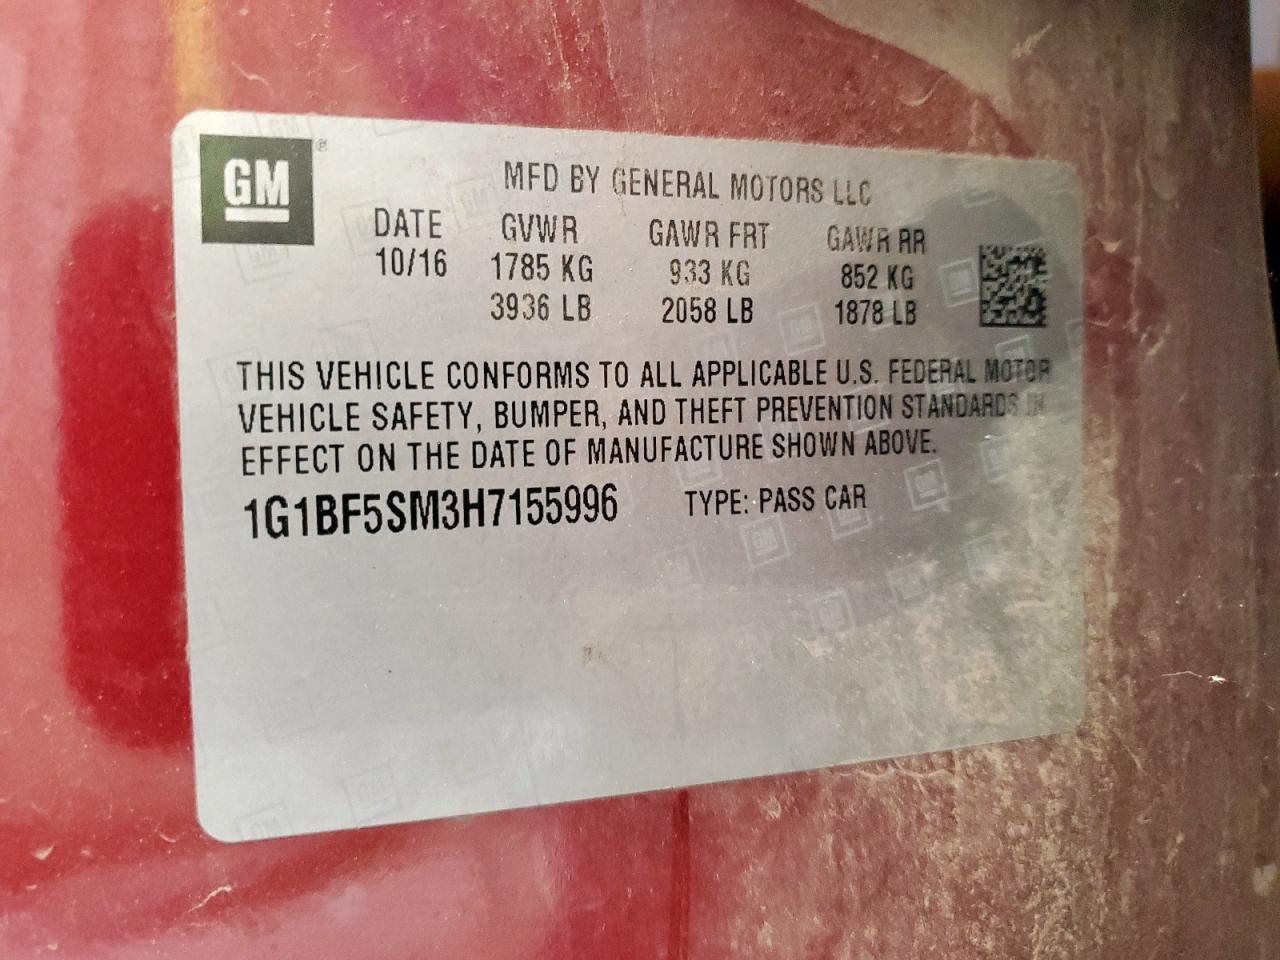 GM®
MFD BY GENERAL MOTORS LLC
DATE GVWR GAWR FRT GAWR RR
10/16 1785 KG 933 KG 852 KG
3936 LB 2058 LB 1878 LB
THIS VEHICLE CONFORMS TO ALL APPLICABLE U.S. FEDERAL MOTOR
VEHICLE SAFETY, BUMPER, AND THEFT PREVENTION STANDARDS IN
EFFECT ON THE DATE OF MANUFACTURE SHOWN ABOVE.
1G1BF5SM3H7155996 TYPE: PASS CAR